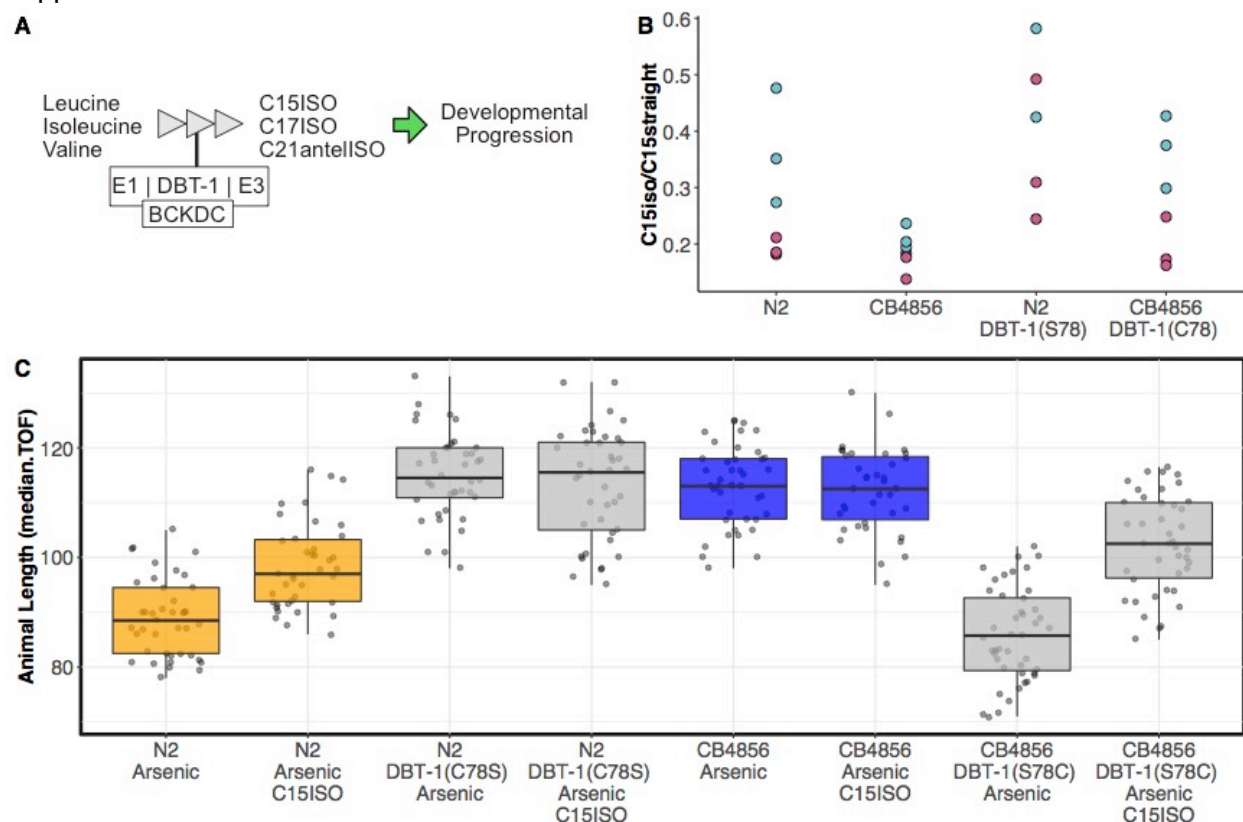 A
Leucine
Isoleucine
Valine
C15ISO
C17ISO
C21anteIISO
Developmental
Progression
E1 | DBT-1 | E3
BCKDC
B
C15iso/C15straight
0.6
0.5
0.4
0.3
0.2
N2
CB4856
N2
DBT-1(S78)
CB4856
DBT-1(C78)
C
Animal Length (median.TOF)
120
100
80
N2
Arsenic
N2
Arsenic
C15ISO
N2
DBT-1(C78S)
Arsenic
N2
DBT-1(C78S)
Arsenic
C15ISO
CB4856
Arsenic
CB4856
Arsenic
C15ISO
CB4856
DBT-1(S78C)
Arsenic
CB4856
DBT-1(S78C)
Arsenic
C15ISO